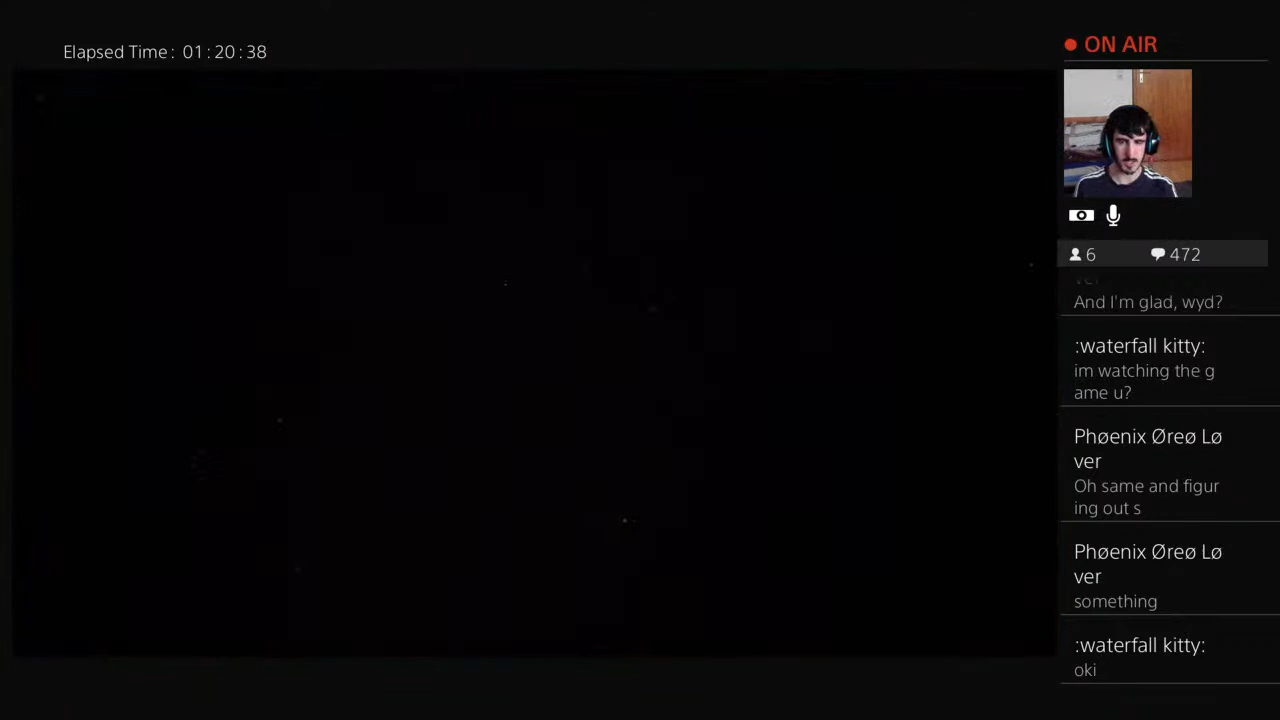 Elapsed Time: 01:20:38
ON AIR
6 472
And I'm glad, wyd?
:waterfall kitty:
im watching the g
ame u?
Phøenix Øreø Lø
ver
Oh same and figur
ing out s
Phøenix Øreø Lø
ver
something
:waterfall kitty:
oki